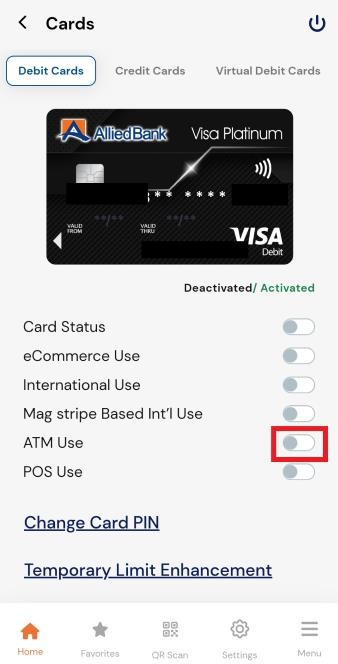 Cards
Debit Cards Credit Cards Virtual Debit Cards
AlliedBank Visa Platinum
* * * * * *
VALID FROM **/** VALID THRU **/**
VISA
Debit
Deactivated/ Activated
Card Status
eCommerce Use
International Use
Mag stripe Based Int'l Use
ATM Use
POS Use
Change Card PIN
Temporary Limit Enhancement
Home Favorites QR Scan Settings Menu